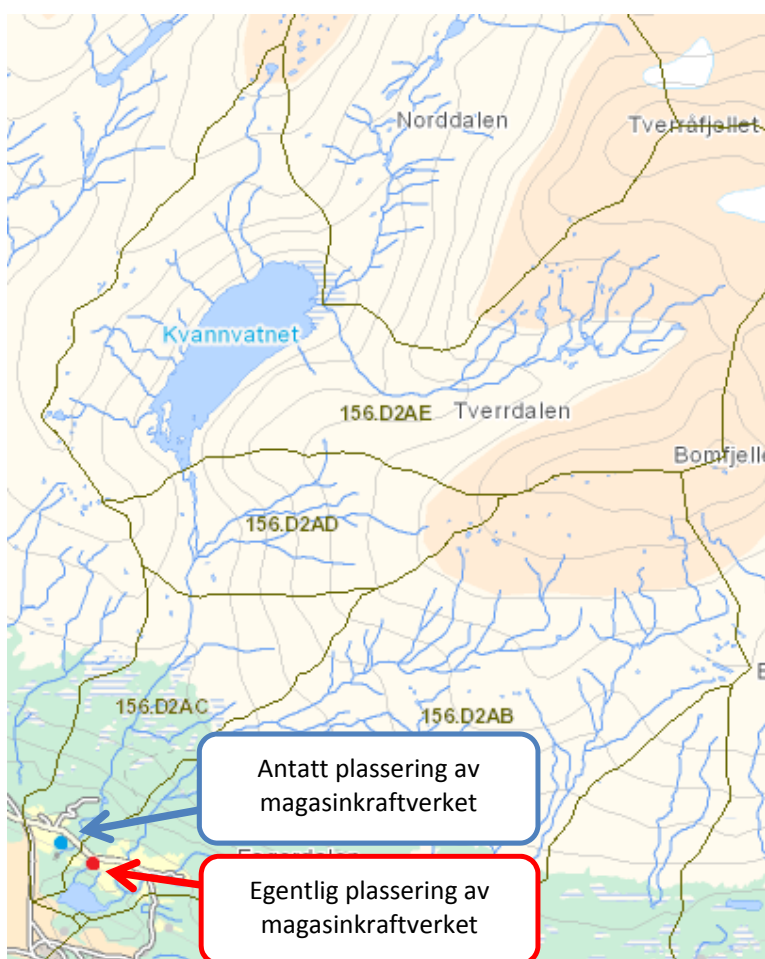 Norddalen
Tverråfjellet
Kvannvatnet
156.D2AE
Tverrdalen
Bomfjelle
156.D2AD
156.D2AC
156.D2AB
Antatt plassering av
magasinkraftverket
Egentlig plassering av
magasinkraftverket